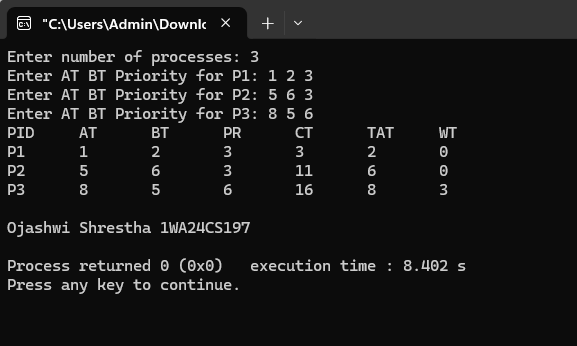 "C:\Users\Admin\Downlo
Enter number of processes: 3
Enter AT BT Priority for P1: 1 2 3
Enter AT BT Priority for P2: 5 6 3
Enter AT BT Priority for P3: 8 5 6
PID AT BT PR CT TAT WT
P1 1 2 3 3 2 0
P2 5 6 3 11 6 0
P3 8 5 6 16 8 3
Ojashwi Shrestha 1WA24CS197
Process returned 0 (0x0) execution time : 8.402 s
Press any key to continue.